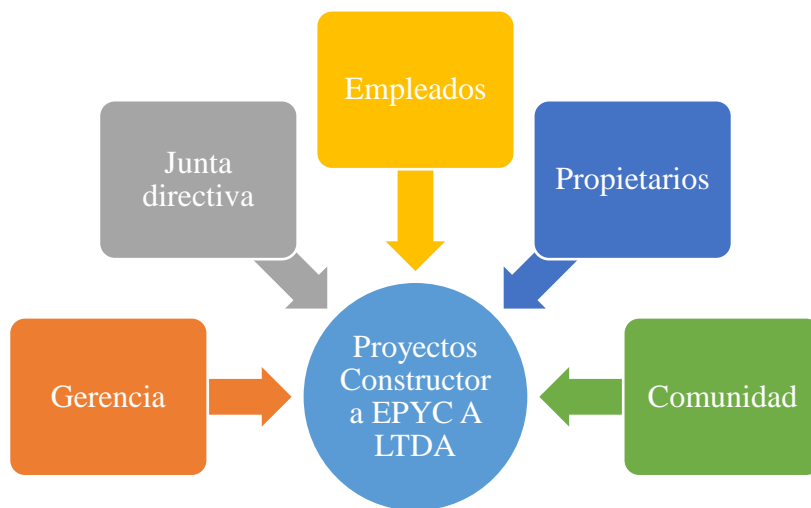 Empleados
Junta
directiva
Propietarios
Gerencia
Proyectos
Constructor
a EPYC A
LTDA
Comunidad